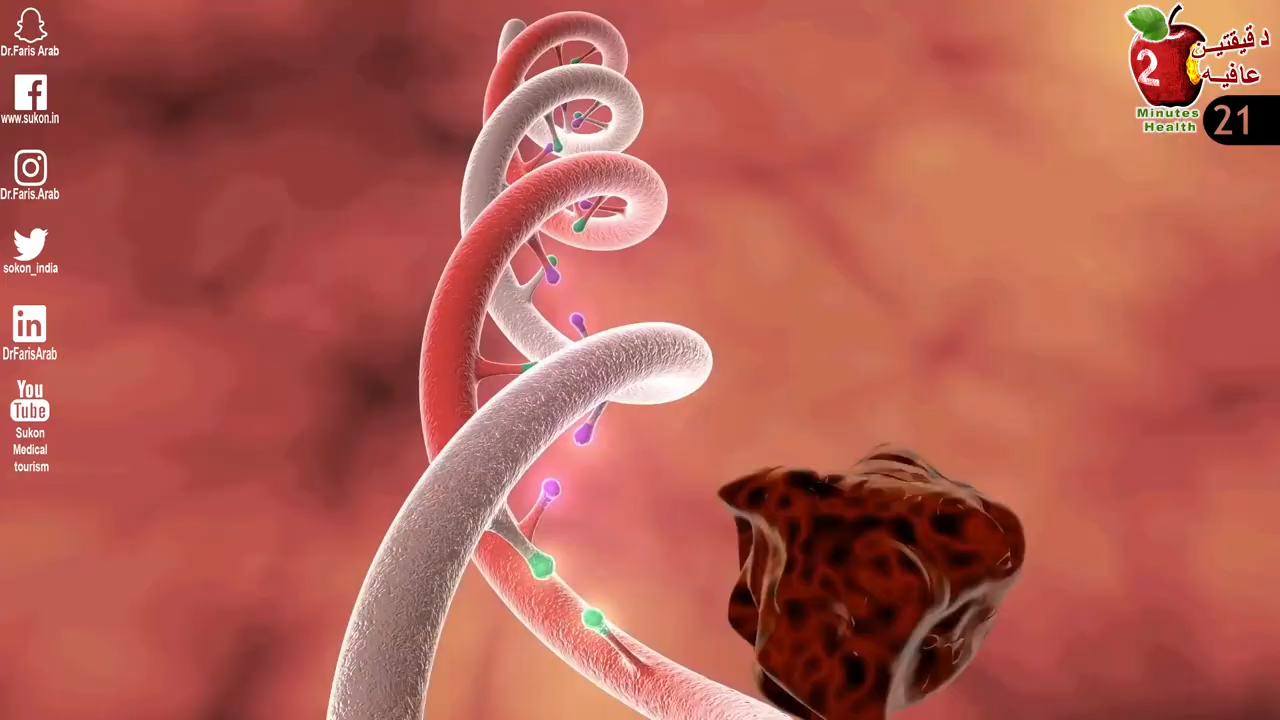 Dr.Faris Arab
www.sukon.in
Dr.Faris.Arab
sokon_india
in
DrFarisArab
You
Tube
Sukon
Medical
tourism
2
دقيقتين
عافيه
Minutes
Health
21